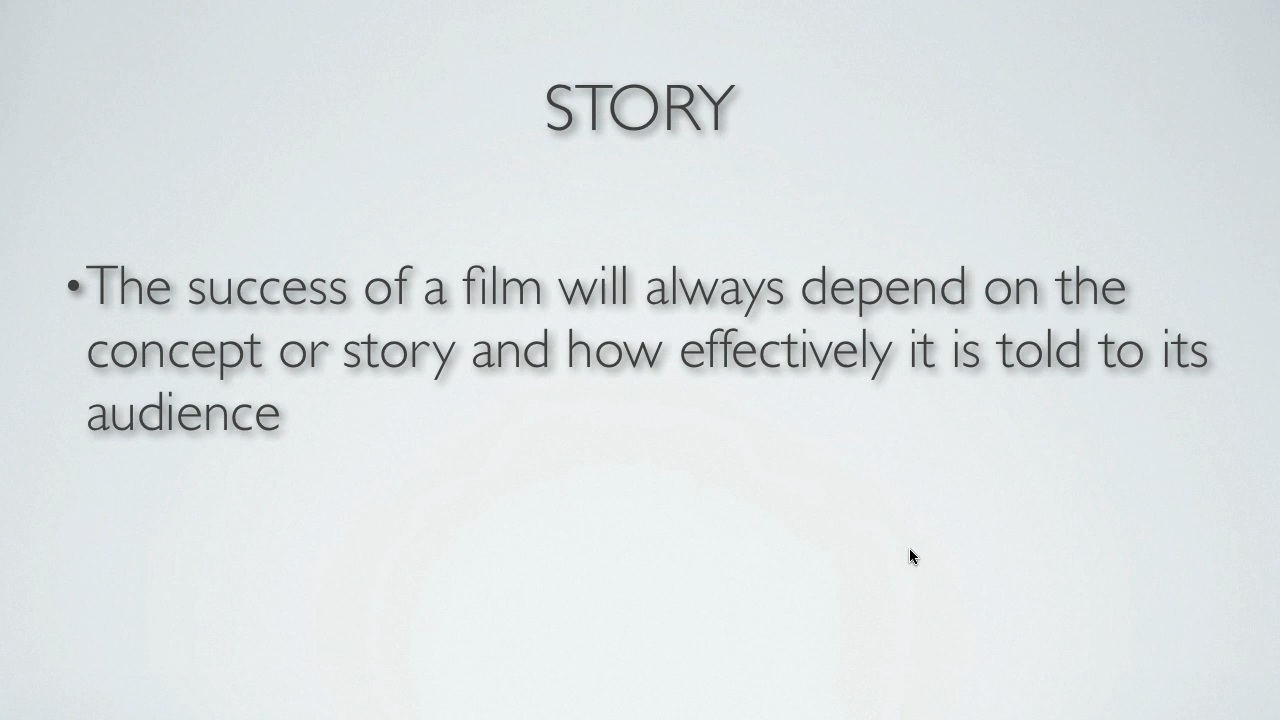 STORY
•The success of a film will always depend on the
concept or story and how effectively it is told to its
audience